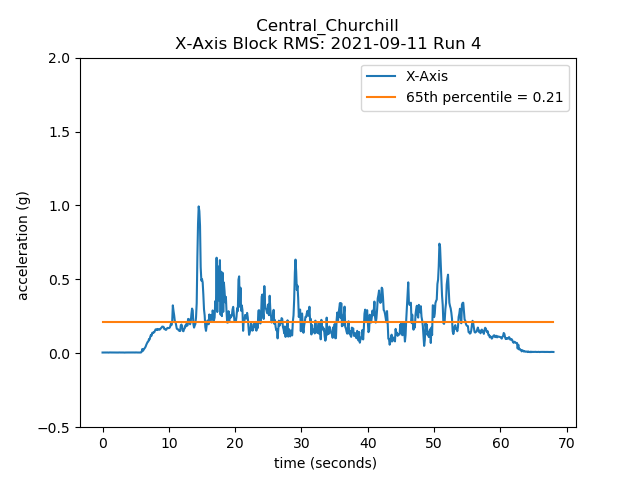 Central_Churchill
X-Axis Block RMS: 2021-09-11 Run 4
X-Axis
65th percentile = 0.21
2.0
1.5
1.0
0.5
0.0
−0.5
acceleration (g)
0 10 20 30 40 50 60 70
time (seconds)